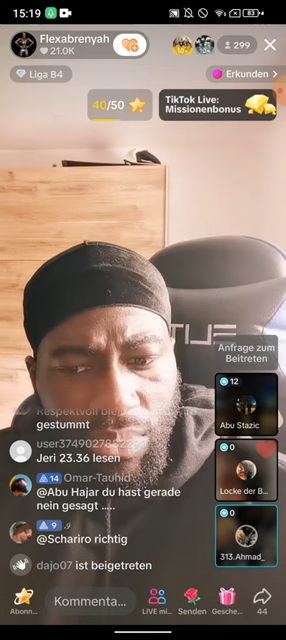 15:19
83
Flexabrenyah
21.0K
299
Liga B4
Erkunden >
40/50
TikTok Live:
Missionenbonus
Anfrage zum
Beitreten
12
Abu Stazic
0
Locke der B...
0
313.Ahmad_
gestummt
Jeri 23.36 lesen
14 Omar-Tauhid
@Abu Hajar du hast gerade
nein gesagt .....
9
@Schariro richtig
dajo07 ist beigetreten
Abonn...
Kommenta...
LIVE mi...
Senden
Gesche...
44